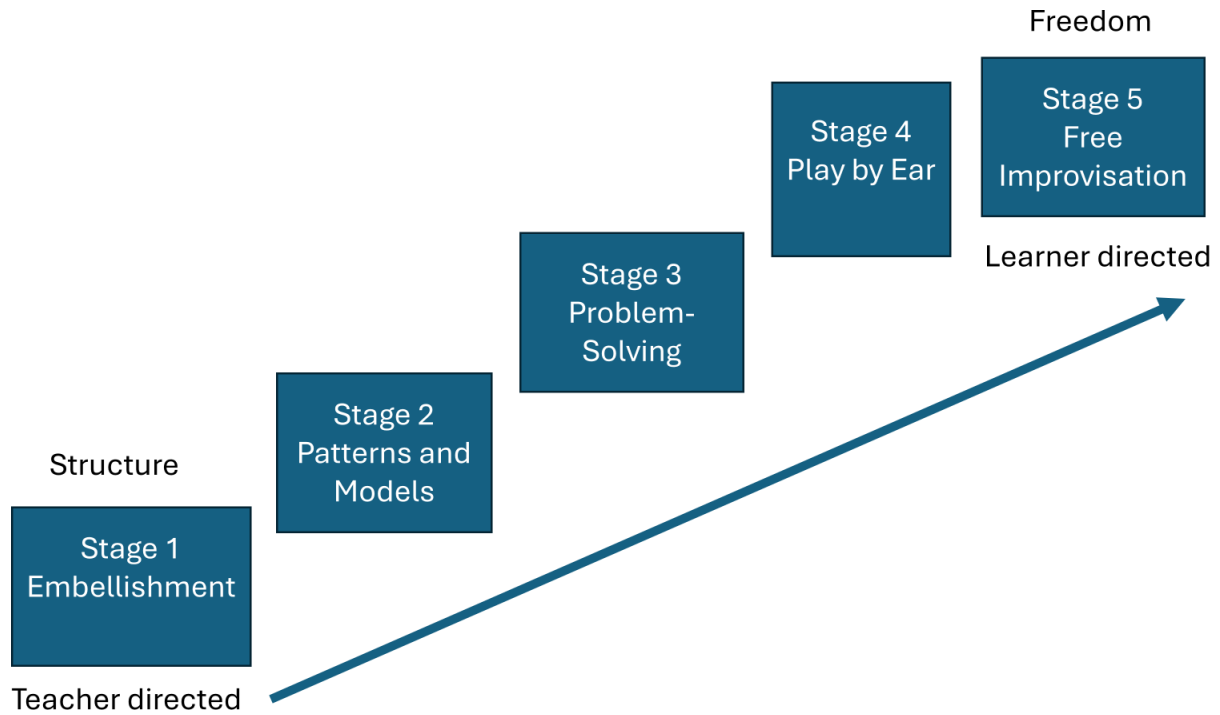 Freedom
Stage 5
Free
Improvisation
Learner directed
Stage 4
Play by Ear
Stage 3
Problem-
Solving
Stage 2
Patterns and
Models
Structure
Stage 1
Embellishment
Teacher directed